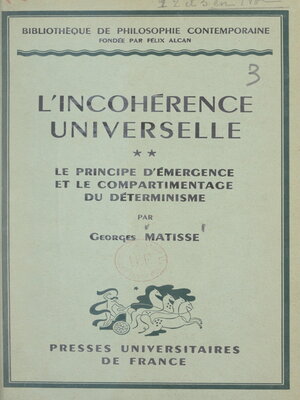 BIBLIOTHÈQUE DE PHILOSOPHIE CONTEMPORAINE
FONDÉE PAR FÉLIX ALCAN
3
L'INCOHÉRENCE
UNIVERSELLE
★ ★
LE PRINCIPE D'ÉMERGENCE
ET LE COMPARTIMENTAGE
DU DÉTERMINISME
PAR
GEORGES MATISSE
PRESSES UNIVERSITAIRES
DE FRANCE